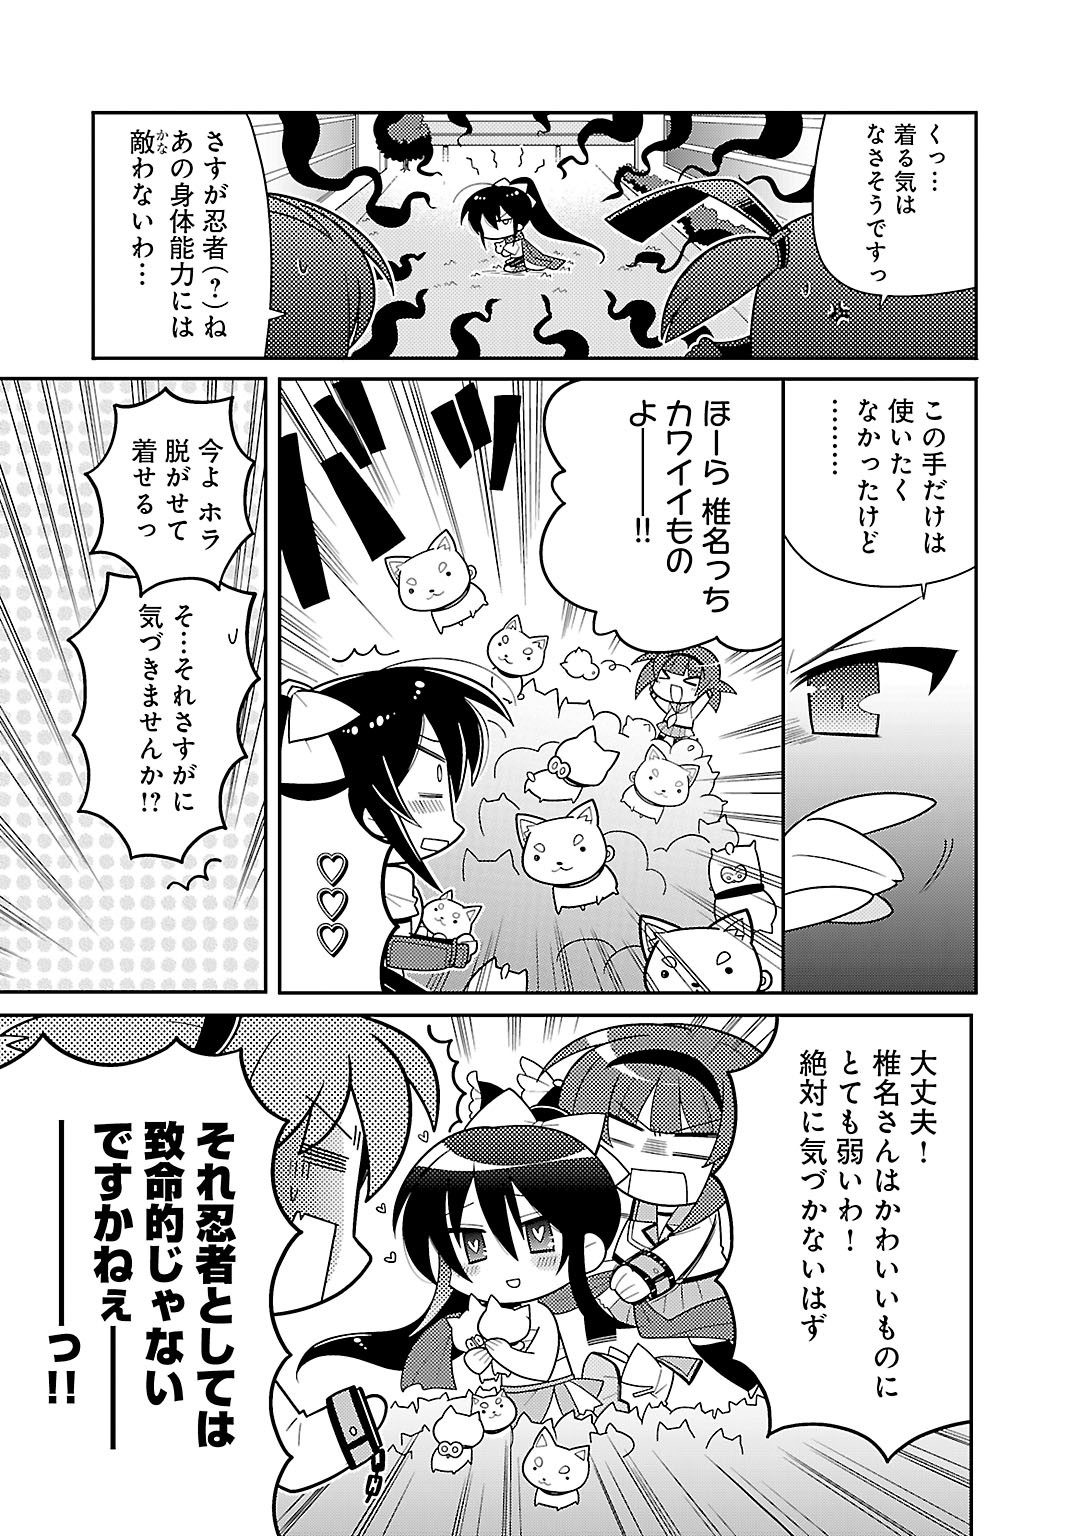 くっ…
着る気は
なさそうですっ
さすが忍者(?)ね
あの身体能力には
敵わないわ…
かな
この手だけは
使いたく
なかったけど
………
ほーら 椎名っち
カワイイもの
よ――!!
今よ ホラ
脱がせて
着せるっ
そ…それさすがに
気づきませんか!?
大丈夫!
椎名さんはかわいいものに
とても弱いわ!
絶対に気づかないはず
それ忍者としては
致命的じゃない
ですかねぇ――
――っ!!